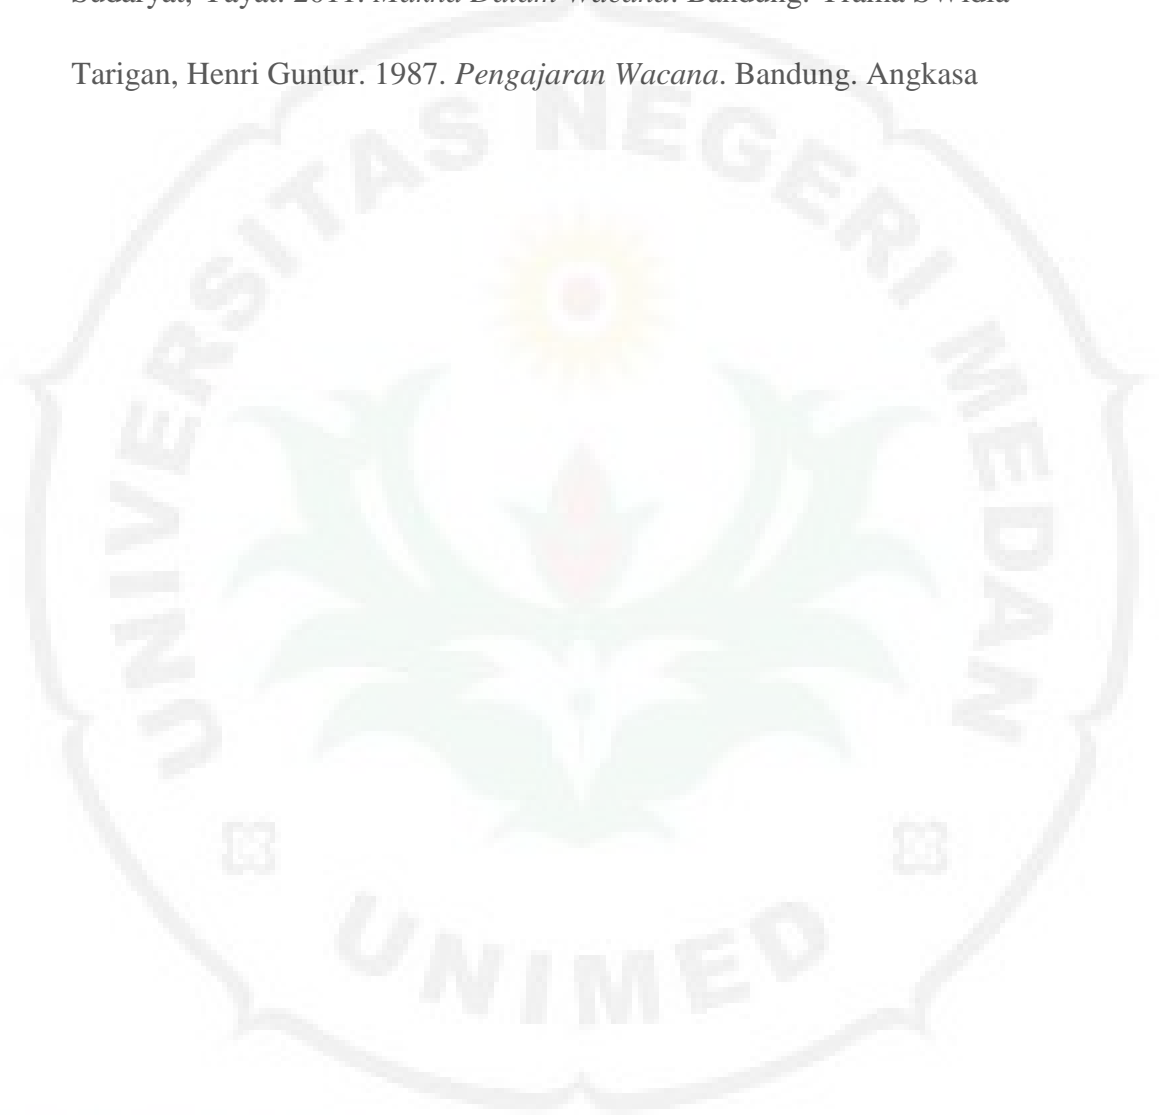 Sudaryat, Yayat. 2011. Makna Dalam Wacana. Bandung. Trama
Tarigan, Henri Guntur. 1987. Pengajaran Wacana. Bandung. Angkasa
UNIVERSITAS NEGERI MEDAN
UNIMED